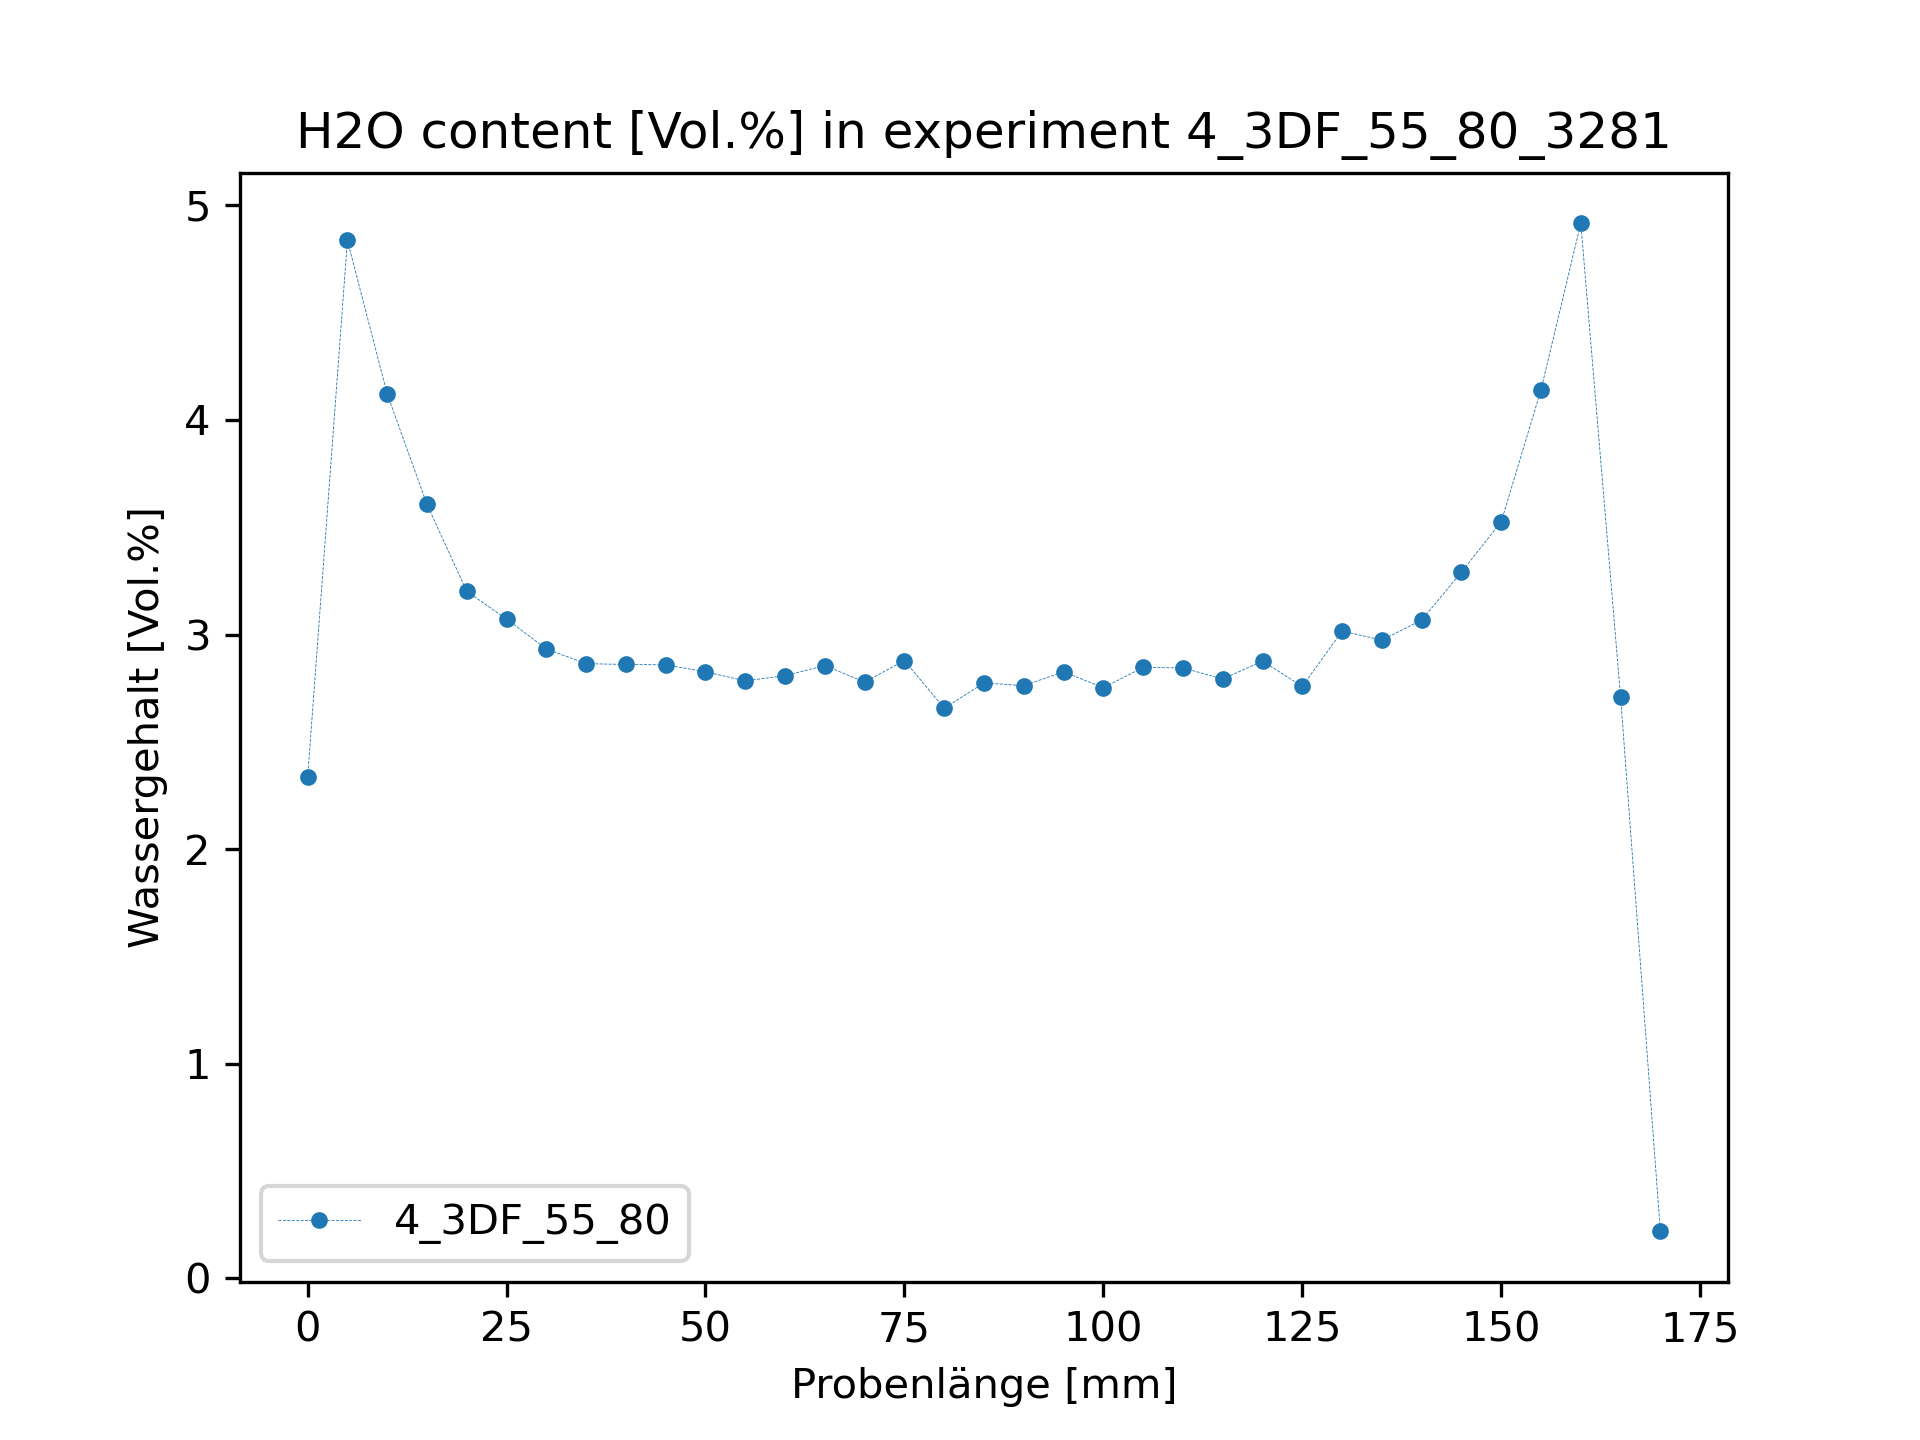 H2O content [Vol.%] in experiment 4_3DF_55_80_3281
5
4
3
2
1
0
Wassergehalt [Vol.%]
4_3DF_55_80
0 25 50 75 100 125 150 175
Probenlänge [mm]